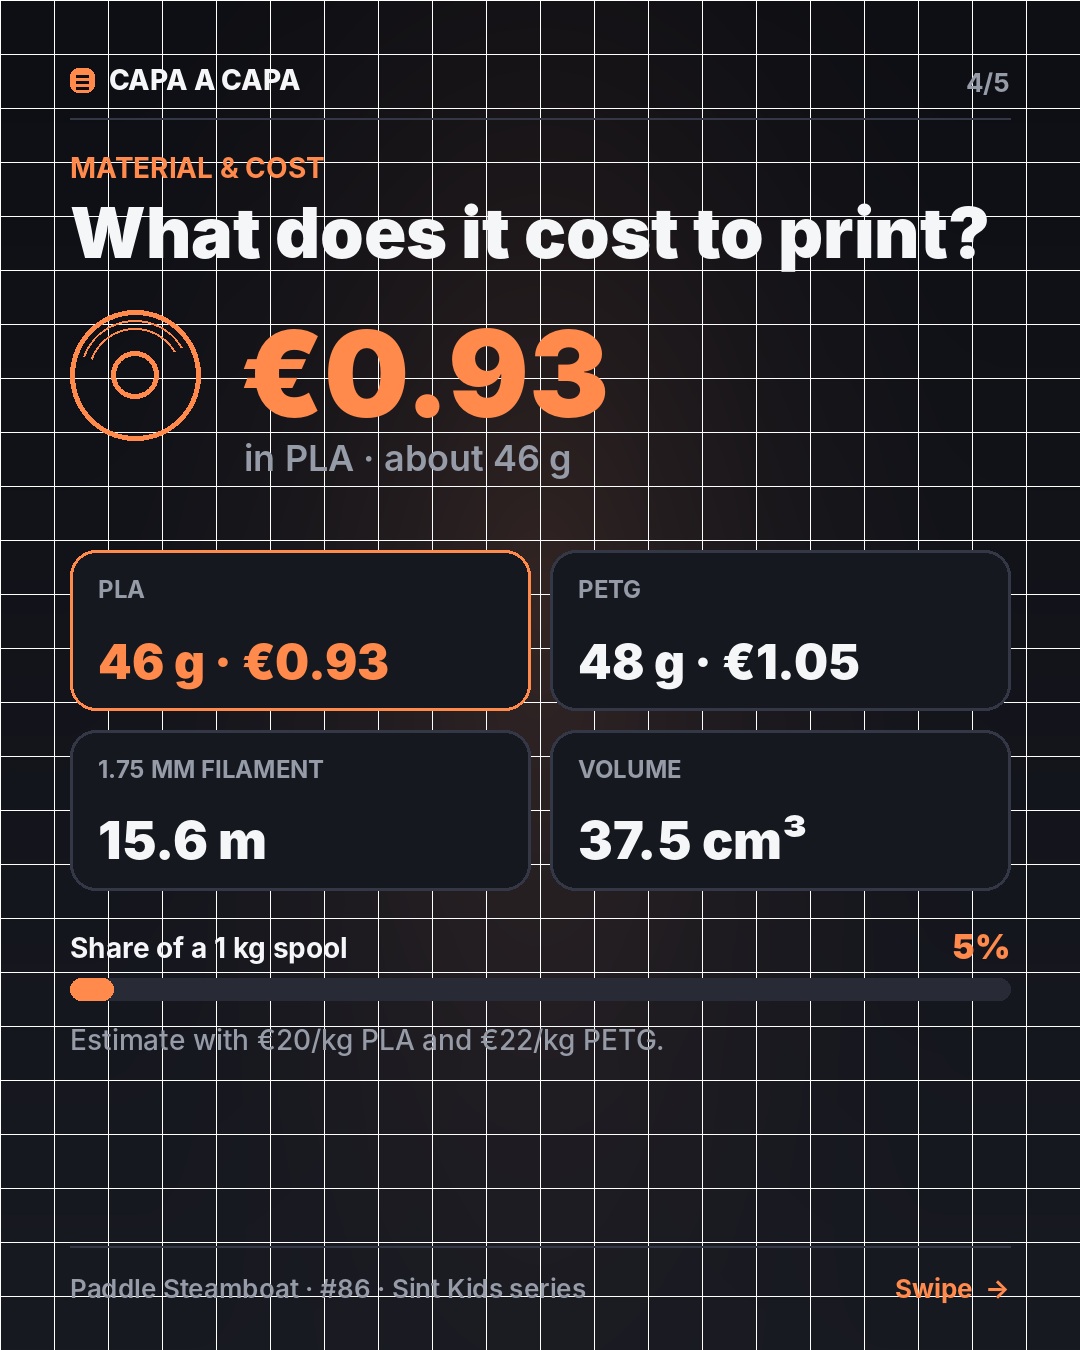 CAPA A CAPA
4/5
MATERIAL & COST
What does it cost to print?
€0.93
in PLA · about 46 g
PLA
46 g · €0.93
PETG
48 g · €1.05
1.75 MM FILAMENT
15.6 m
VOLUME
37.5 cm³
Share of a 1 kg spool
5%
Estimate with €20/kg PLA and €22/kg PETG.
Paddle Steamboat · #86 · Sint Kids series
Swipe →